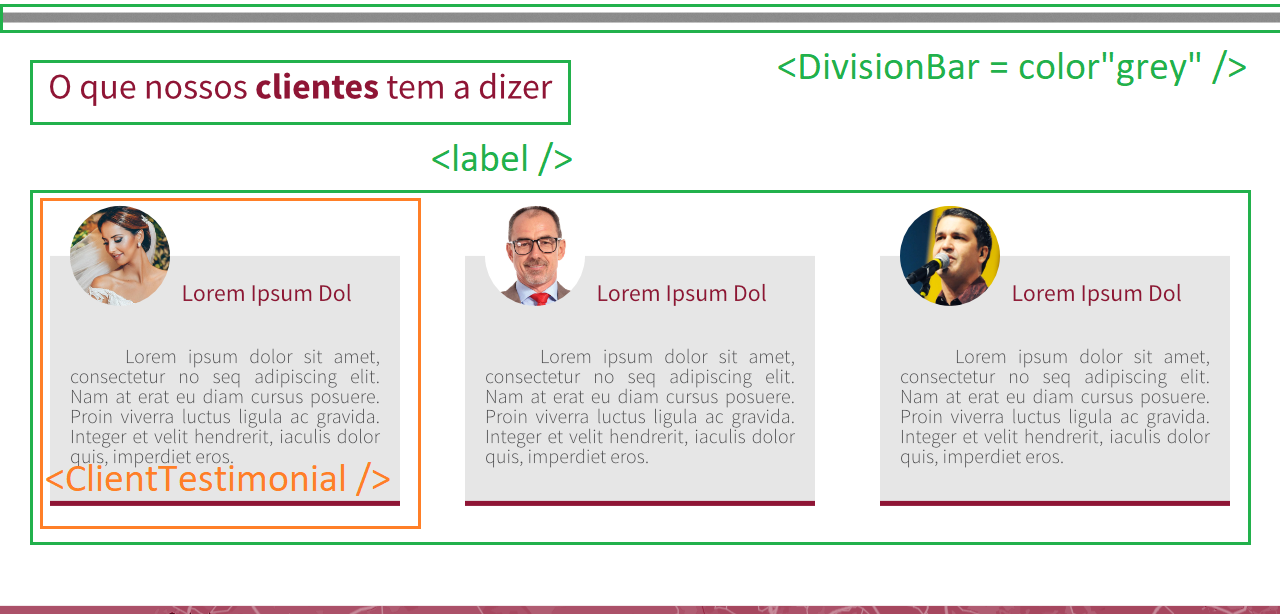 <DivisionBar = color"grey" />
O que nossos clientes tem a dizer
<label />
Lorem Ipsum Dol
Lorem ipsum dolor sit amet,
consectetur no seq adipiscing elit.
Nam at erat eu diam cursus posuere.
Proin viverra luctus ligula ac gravida.
Integer et velit hendrerit, iaculis dolor
quis, imperdiet eros.
<ClientTestimonial />
Lorem Ipsum Dol
Lorem ipsum dolor sit amet,
consectetur no seq adipiscing elit.
Nam at erat eu diam cursus posuere.
Proin viverra luctus ligula ac gravida.
Integer et velit hendrerit, iaculis dolor
quis, imperdiet eros.
Lorem Ipsum Dol
Lorem ipsum dolor sit amet,
consectetur no seq adipiscing elit.
Nam at erat eu diam cursus posuere.
Proin viverra luctus ligula ac gravida.
Integer et velit hendrerit, iaculis dolor
quis, imperdiet eros.